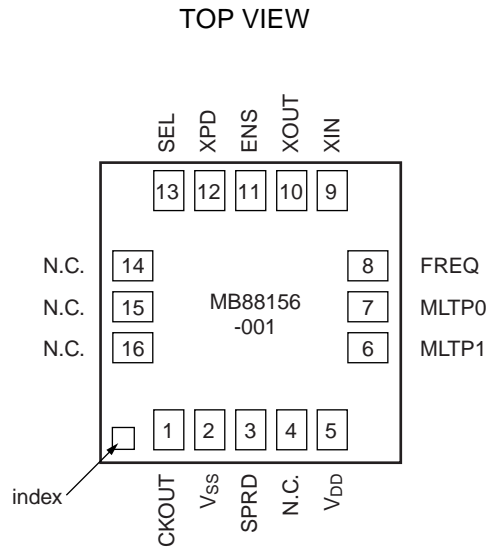 TOP VIEW
SEL XPD ENS XOUT XIN
13 12 11 10 9
N.C. 14 8 FREQ
N.C. 15 MB88156 7 MLTP0
-001
N.C. 16 6 MLTP1
1 2 3 4 5
index
CKOUT VSS SPRD N.C. VDD